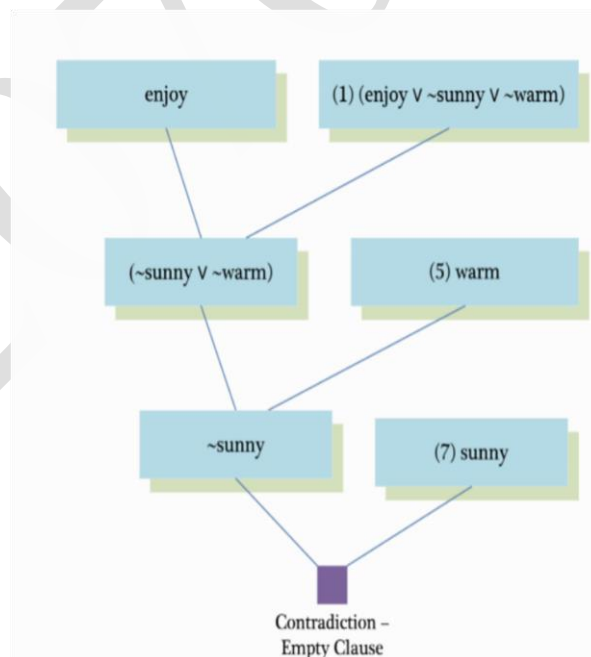 enjoy
(1) (enjoy V ~sunny V ~warm)
(~sunny V ~warm)
(5) warm
~sunny
(7) sunny
Contradiction –
Empty Clause